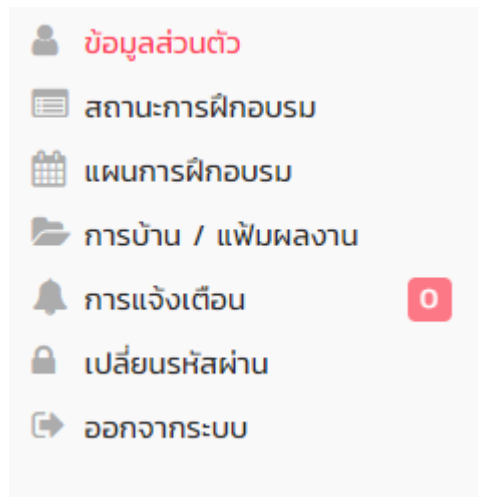 ข้อมูลส่วนตัว
สถานะการฝึกอบรม
แผนการฝึกอบรม
การบ้าน / แฟ้มผลงาน
การแจ้งเตือน 0
เปลี่ยนรหัสผ่าน
ออกจากระบบ